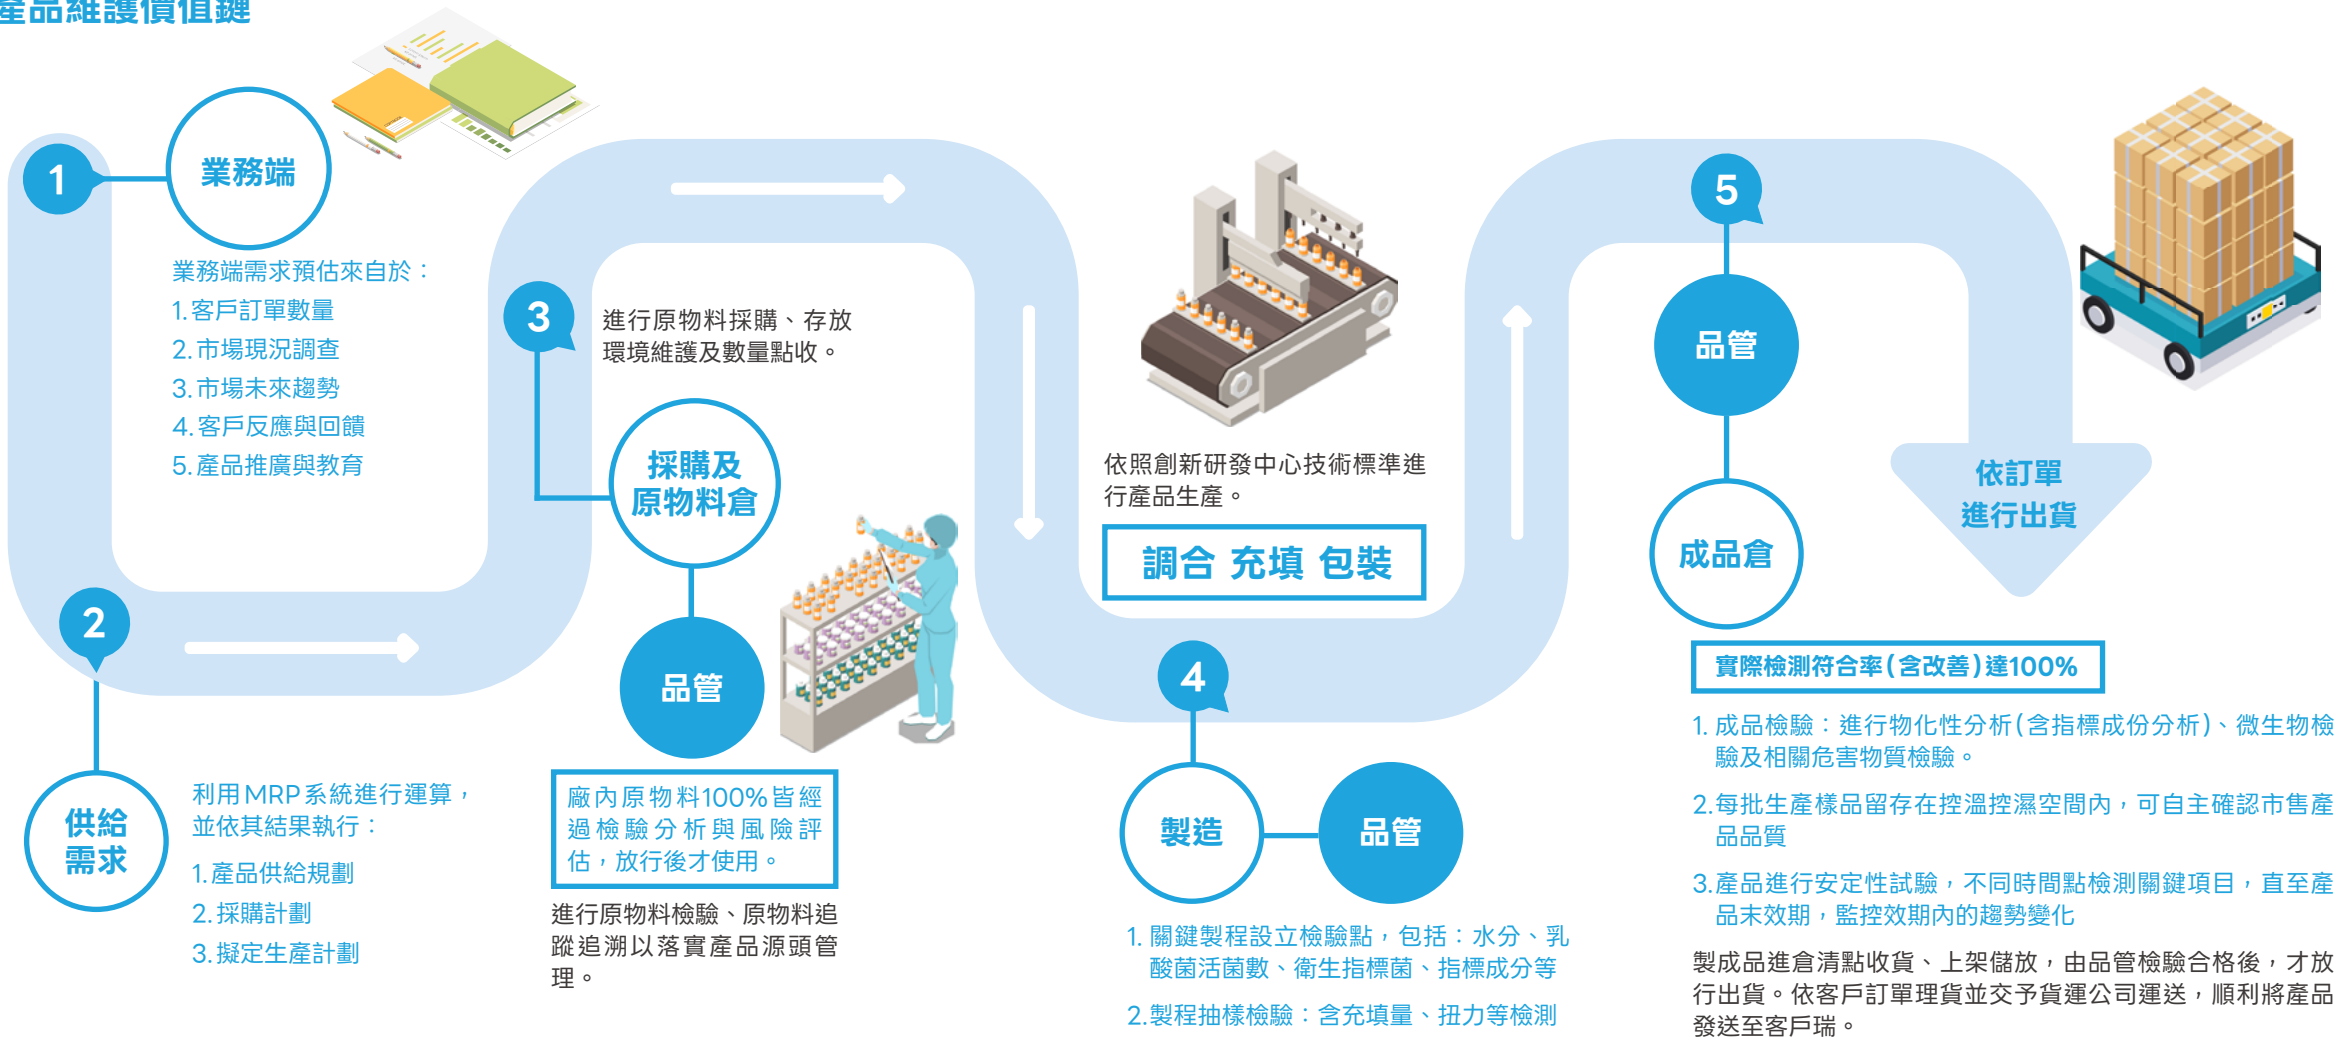 產品維護價值鏈
1
業務端
業務端需求預估來自於：
1.客戶訂單數量
2.市場現況調查
3.市場未來趨勢
4.客戶反應與回饋
5.產品推廣與教育
2
供給
需求
利用MRP系統進行運算，
並依其結果執行：
1.產品供給規劃
2.採購計劃
3.擬定生產計劃
3
進行原物料採購、存放
環境維護及數量點收。
採購及
原物料倉
品管
廠內原物料100%皆經
過檢驗分析與風險評
估，放行後才使用。
進行原物料檢驗、原物料追
蹤追溯以落實產品源頭管
理。
依照創新研發中心技術標準進
行產品生產。
調合 充填 包裝
4
製造
品管
1. 關鍵製程設立檢驗點，包括：水分、乳
酸菌活菌數、衛生指標菌、指標成分等
2.製程抽樣檢驗：含充填量、扭力等檢測
5
品管
成品倉
依訂單
進行出貨
實際檢測符合率(含改善)達100%
1. 成品檢驗：進行物化性分析(含指標成份分析)、微生物檢
驗及相關危害物質檢驗。
2.每批生產樣品留存在控溫控濕空間內，可自主確認市售產
品品質
3.產品進行安定性試驗，不同時間點檢測關鍵項目，直至產
品末效期，監控效期內的趨勢變化
製成品進倉清點收貨、上架儲放，由品管檢驗合格後，才放
行出貨。依客戶訂單理貨並交予貨運公司運送，順利將產品
發送至客戶瑞。